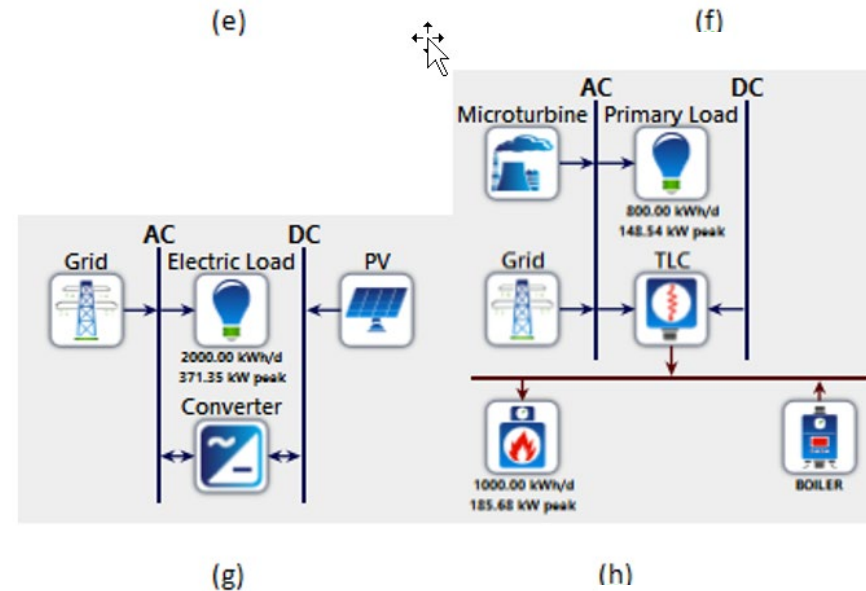 (e)
(f)
AC
DC
Microturbine
Primary Load
800.00 kWh/d
148.54 kW peak
Grid
TLC
1000.00 kWh/d
185.68 kW peak
BOILER
AC
DC
Grid
Electric Load
PV
2000.00 kWh/d
371.35 kW peak
Converter
(g)
(h)